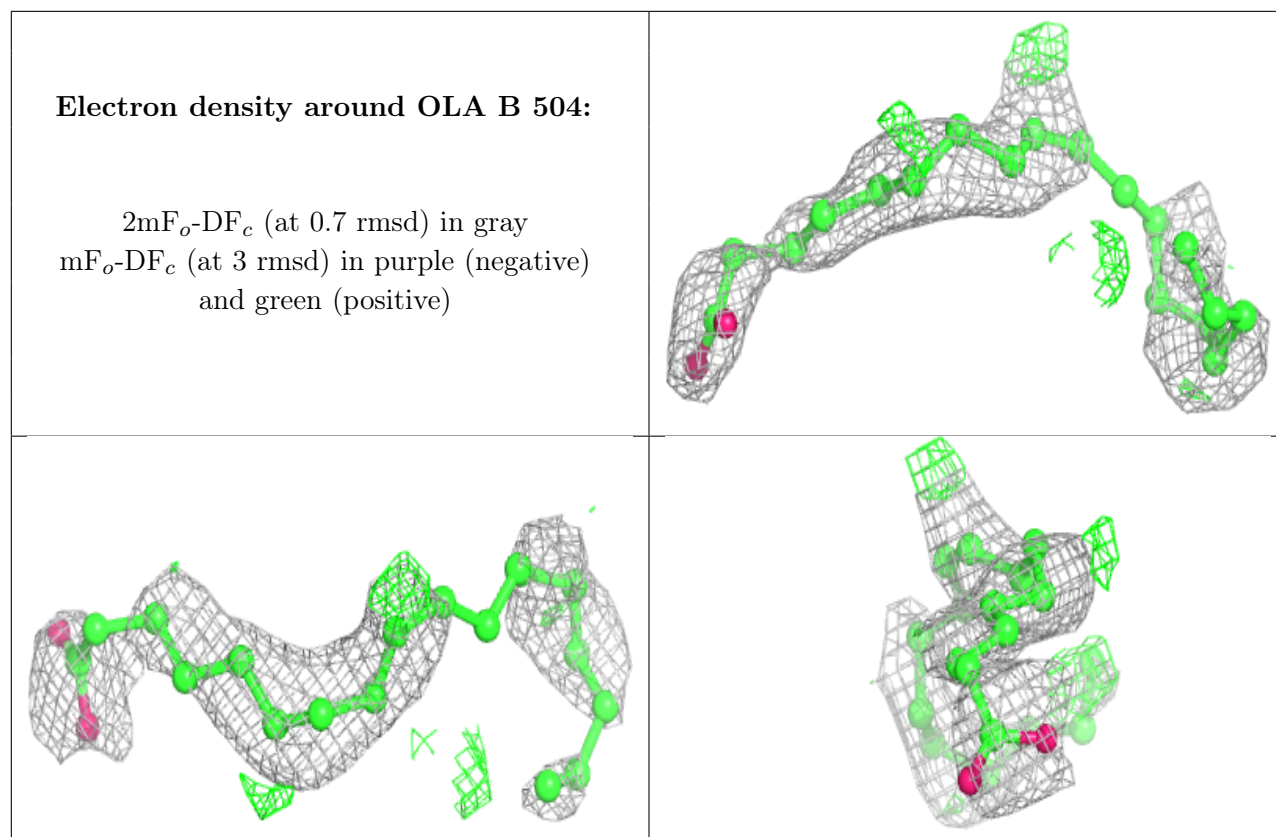 Electron density around OLA B 504:
2mFo-DFc (at 0.7 rmsd) in gray
mFo-DFc (at 3 rmsd) in purple (negative)
and green (positive)